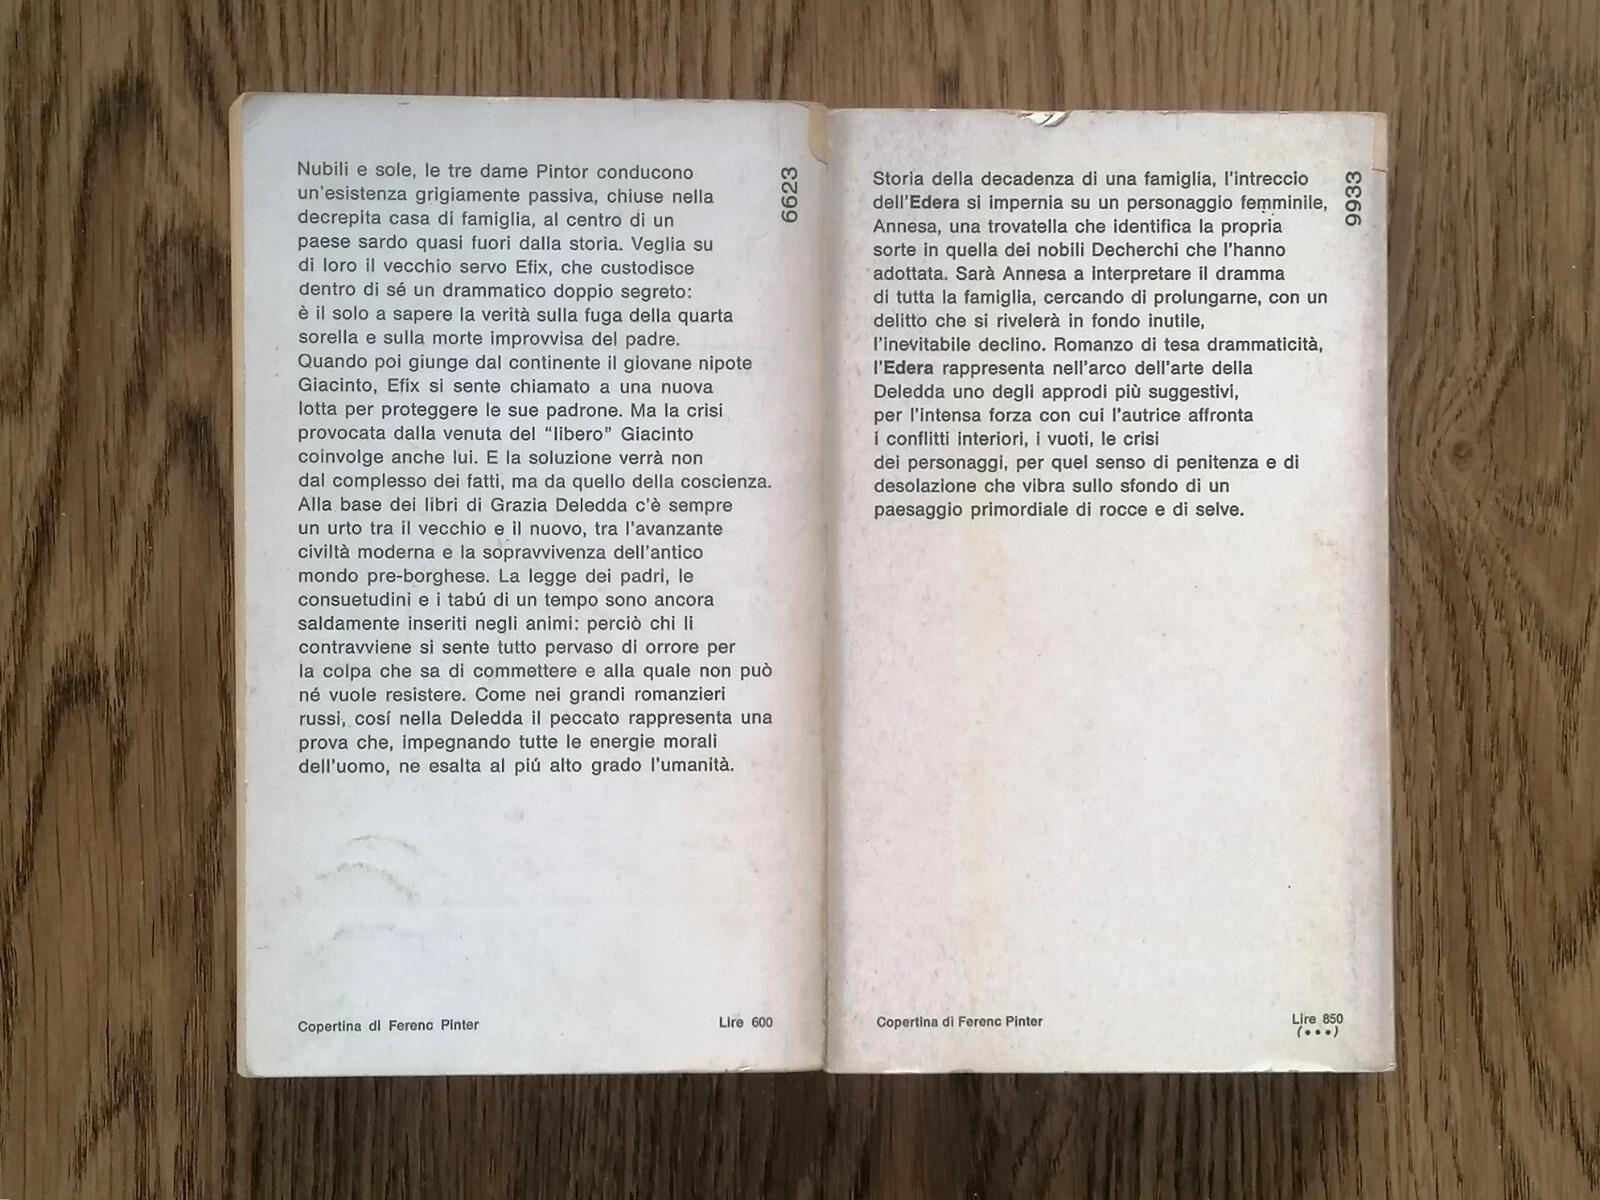 Nubili e sole, le tre dame Pintor conducono
un'esistenza grigiamente passiva, chiuse nella
decrepita casa di famiglia, al centro di un
paese sardo quasi fuori dalla storia. Veglia su
di loro il vecchio servo Efix, che custodisce
dentro di sé un drammatico doppio segreto:
è il solo a sapere la verità sulla fuga della quarta
sorella e sulla morte improvvisa del padre.
Quando poi giunge dal continente il giovane nipote
Giacinto, Efix si sente chiamato a una nuova
lotta per proteggere le sue padrone. Ma la crisi
provocata dalla venuta del "libero" Giacinto
coinvolge anche lui. E la soluzione verrà non
dal complesso dei fatti, ma da quello della coscienza.
Alla base dei libri di Grazia Deledda c'è sempre
un urto tra il vecchio e il nuovo, tra l'avanzante
civiltà moderna e la sopravvivenza dell'antico
mondo pre-borghese. La legge dei padri, le
consuetudini e i tabú di un tempo sono ancora
saldamente inseriti negli animi: perciò chi li
contravviene si sente tutto pervaso di orrore per
la colpa che sa di commettere e alla quale non può
né vuole resistere. Come nei grandi romanzieri
russi, cosí nella Deledda il peccato rappresenta una
prova che, impegnando tutte le energie morali
dell'uomo, ne esalta al piú alto grado l'umanità.
6623
Copertina di Ferenc Pinter
Lire 600
Storia della decadenza di una famiglia, l'intreccio
dell'Edera si impernia su un personaggio femminile,
Annesa, una trovatella che identifica la propria
sorte in quella dei nobili Decherchi che l'hanno
adottata. Sarà Annesa a interpretare il dramma
di tutta la famiglia, cercando di prolungarne, con un
delitto che si rivelerà in fondo inutile,
l'inevitabile declino. Romanzo di tesa drammaticità,
l'Edera rappresenta nell'arco dell'arte della
Deledda uno degli approdi più suggestivi,
per l'intensa forza con cui l'autrice affronta
i conflitti interiori, i vuoti, le crisi
dei personaggi, per quel senso di penitenza e di
desolazione che vibra sullo sfondo di un
paesaggio primordiale di rocce e di selve.
9933
Copertina di Ferenc Pinter
Lire 850
(•••)